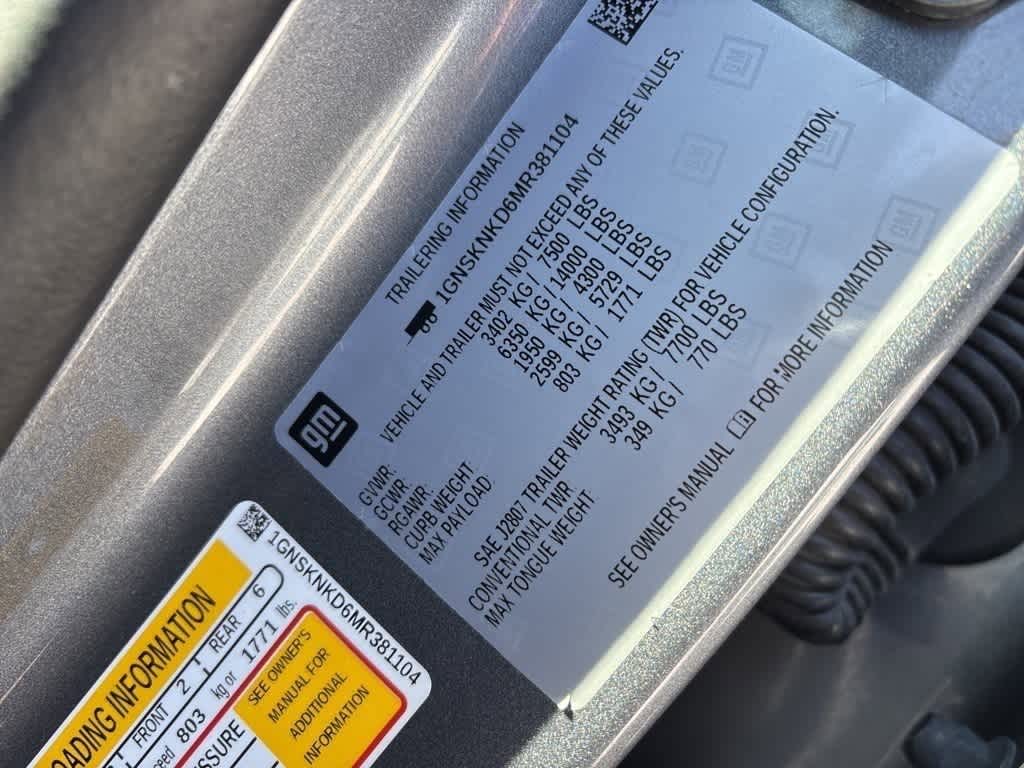 gm
TRAILERING INFORMATION
1GNSKNKD6MR381104
VEHICLE AND TRAILER MUST NOT EXCEED ANY OF THESE VALUES.
GVWR: 3402 KG / 7500 LBS
GCWR: 6350 KG / 14000 LBS
RGAWR: 1950 KG / 4300 LBS
CURB WEIGHT: 2599 KG / 5729 LBS
MAX PAYLOAD: 803 KG / 1771 LBS
SAE J2807 TRAILER WEIGHT RATING (TWR) FOR VEHICLE CONFIGURATION.
CONVENTIONAL TWR: 3493 KG / 7700 LBS
MAX TONGUE WEIGHT: 349 KG / 770 LBS
SEE OWNER'S MANUAL FOR MORE INFORMATION
1GNSKNKD6MR381104
OADING INFORMATION
FRONT 2 REAR 6
803 kg or 1771 lbs.
SSURE
SEE OWNER'S
MANUAL FOR
ADDITIONAL
INFORMATION